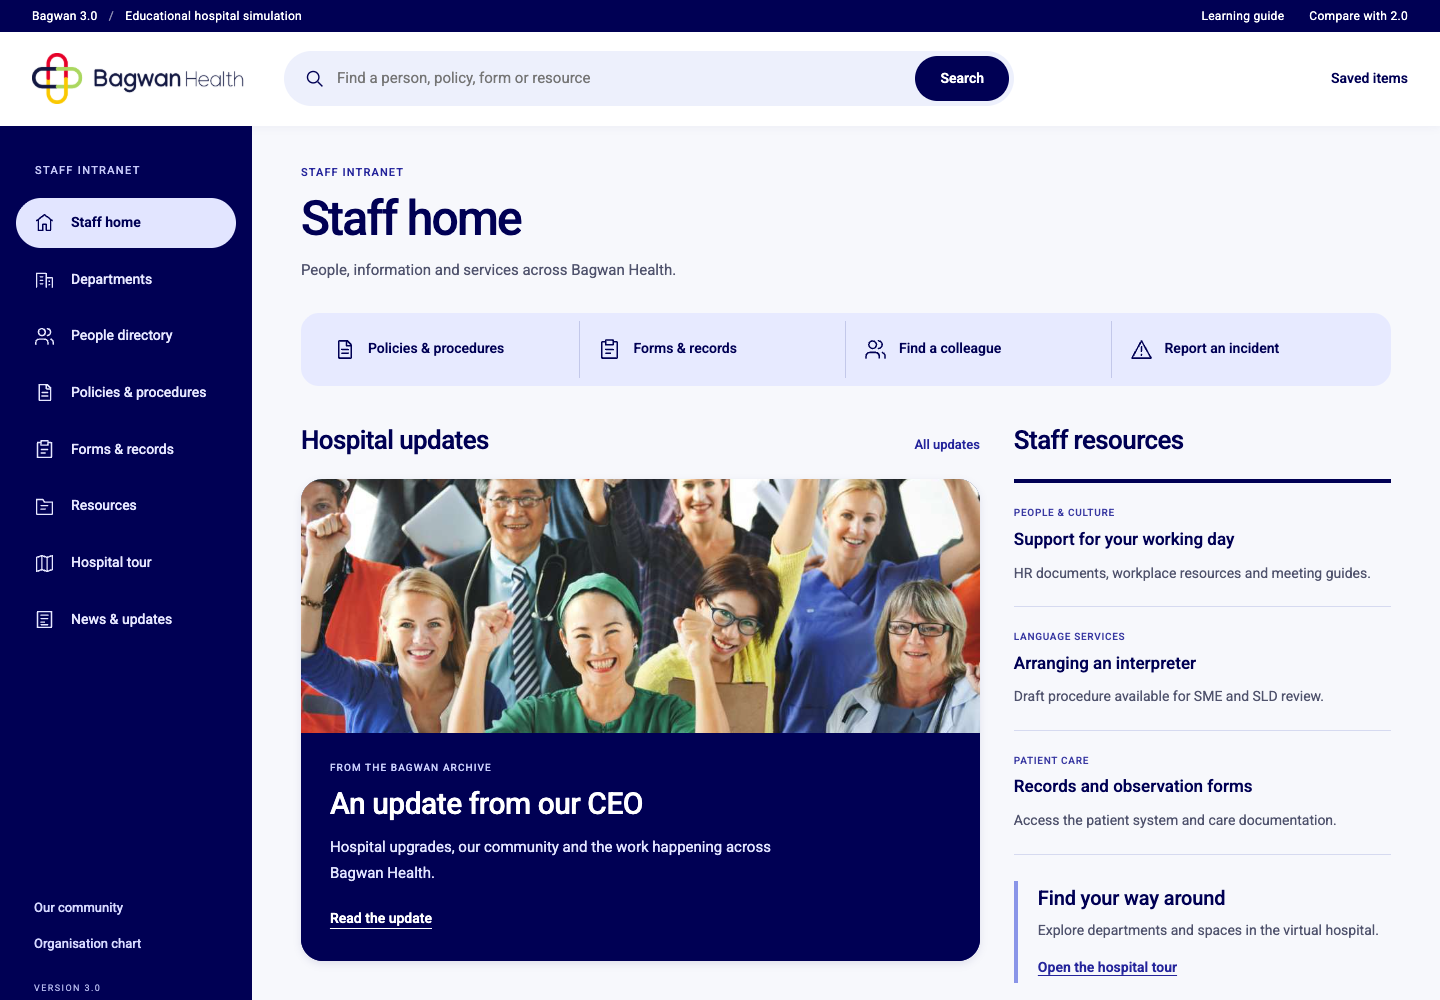 Bagwan 3.0 / Educational hospital simulation
Learning guide
Compare with 2.0
Bagwan Health
Find a person, policy, form or resource
Search
Saved items
STAFF INTRANET
Staff home
Departments
People directory
Policies & procedures
Forms & records
Resources
Hospital tour
News & updates
Our community
Organisation chart
VERSION 3.0
STAFF INTRANET
Staff home
People, information and services across Bagwan Health.
Policies & procedures
Forms & records
Find a colleague
Report an incident
Hospital updates
All updates
FROM THE BAGWAN ARCHIVE
An update from our CEO
Hospital upgrades, our community and the work happening across
Bagwan Health.
Read the update
Staff resources
PEOPLE & CULTURE
Support for your working day
HR documents, workplace resources and meeting guides.
LANGUAGE SERVICES
Arranging an interpreter
Draft procedure available for SME and SLD review.
PATIENT CARE
Records and observation forms
Access the patient system and care documentation.
Find your way around
Explore departments and spaces in the virtual hospital.
Open the hospital tour